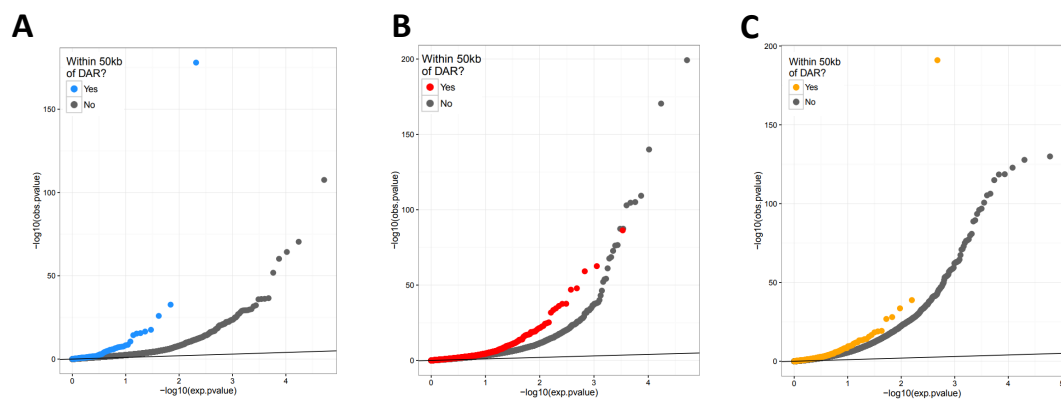 A
Within 50kb
of DAR?
Yes
No
−log10(obs.pvalue)
150
100
50
0
0 1 2 3 4
−log10(exp.pvalue)
B
Within 50kb
of DAR?
Yes
No
−log10(obs.pvalue)
200
150
100
50
0
0 1 2 3 4
−log10(exp.pvalue)
C
Within 50kb
of DAR?
Yes
No
−log10(obs.pvalue)
200
150
100
50
0
0 1 2 3 4 5
−log10(exp.pvalue)